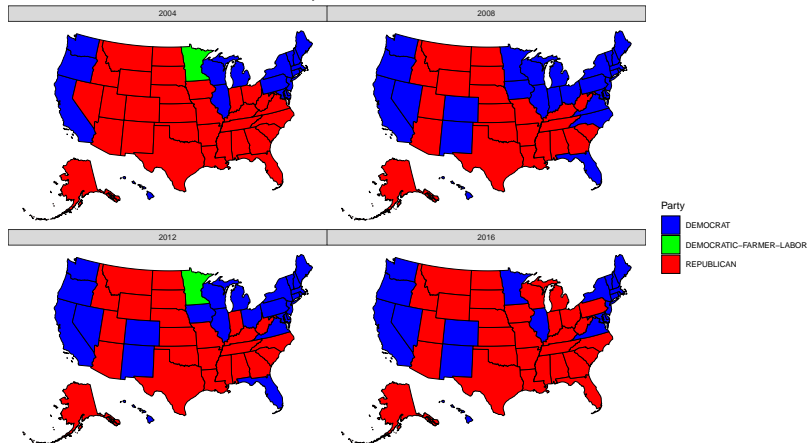 2004
2008
2012
2016
Party
DEMOCRAT
DEMOCRATIC−FARMER−LABOR
REPUBLICAN